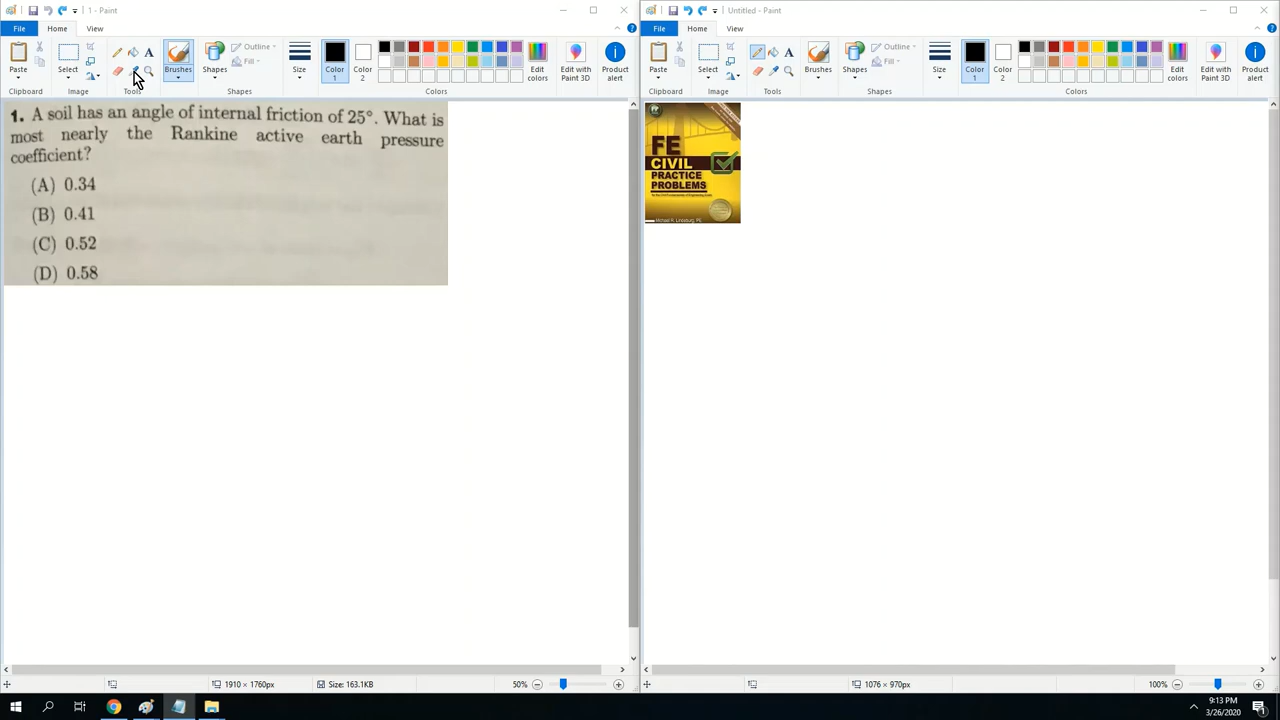 1 - Paint
Untitled - Paint
File Home View
File Home View
Paste
Select
Brushes
Shapes
Outline
Fill
Size
Color 1
Color 2
Edit colors
Edit with Paint 3D
Product alert
Clipboard Image Tools Shapes Colors
Paste
Select
Brushes
Shapes
Outline
Fill
Size
Color 1
Color 2
Edit colors
Edit with Paint 3D
Product alert
Clipboard Image Tools Shapes Colors
1. A soil has an angle of internal friction of 25°. What is
most nearly the Rankine active earth pressure
coefficient?
(A) 0.34
(B) 0.41
(C) 0.52
(D) 0.58
FE
CIVIL
PRACTICE
PROBLEMS
Michael R. Lindeburg, PE
1910 × 1760px
Size: 163.1KB
50%
1076 × 970px
100%
9:13 PM
3/26/2020